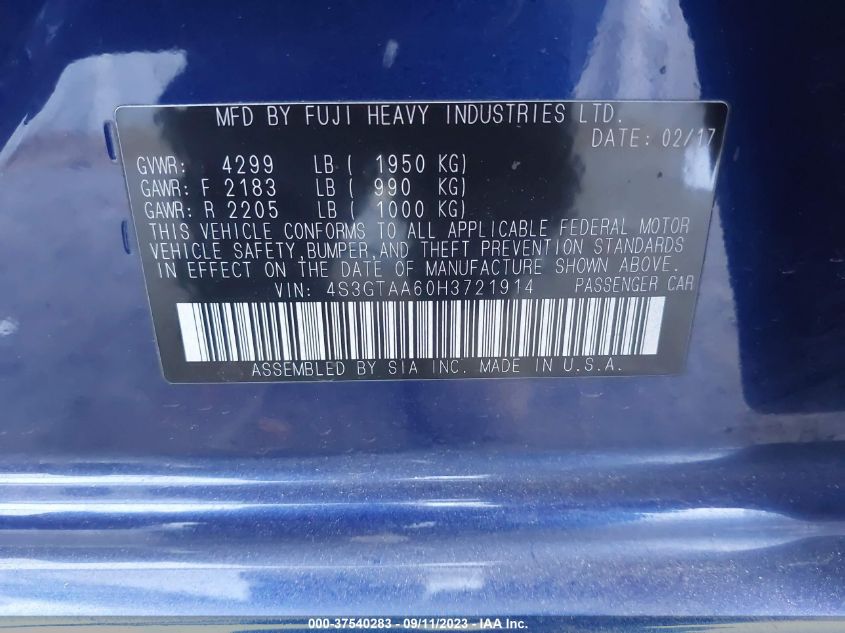 MFD BY FUJI HEAVY INDUSTRIES LTD.
DATE: 02/17
GVWR: 4299 LB ( 1950 KG)
GAWR: F 2183 LB ( 990 KG)
GAWR: R 2205 LB ( 1000 KG)
THIS VEHICLE CONFORMS TO ALL APPLICABLE FEDERAL MOTOR
VEHICLE SAFETY,BUMPER,AND THEFT PREVENTION STANDARDS
IN EFFECT ON THE DATE OF MANUFACTURE SHOWN ABOVE.
VIN: 4S3GTAA60H3721914 PASSENGER CAR
ASSEMBLED BY SIA INC. MADE IN U.S.A.
000-37540283 - 09/11/2023 - IAA Inc.